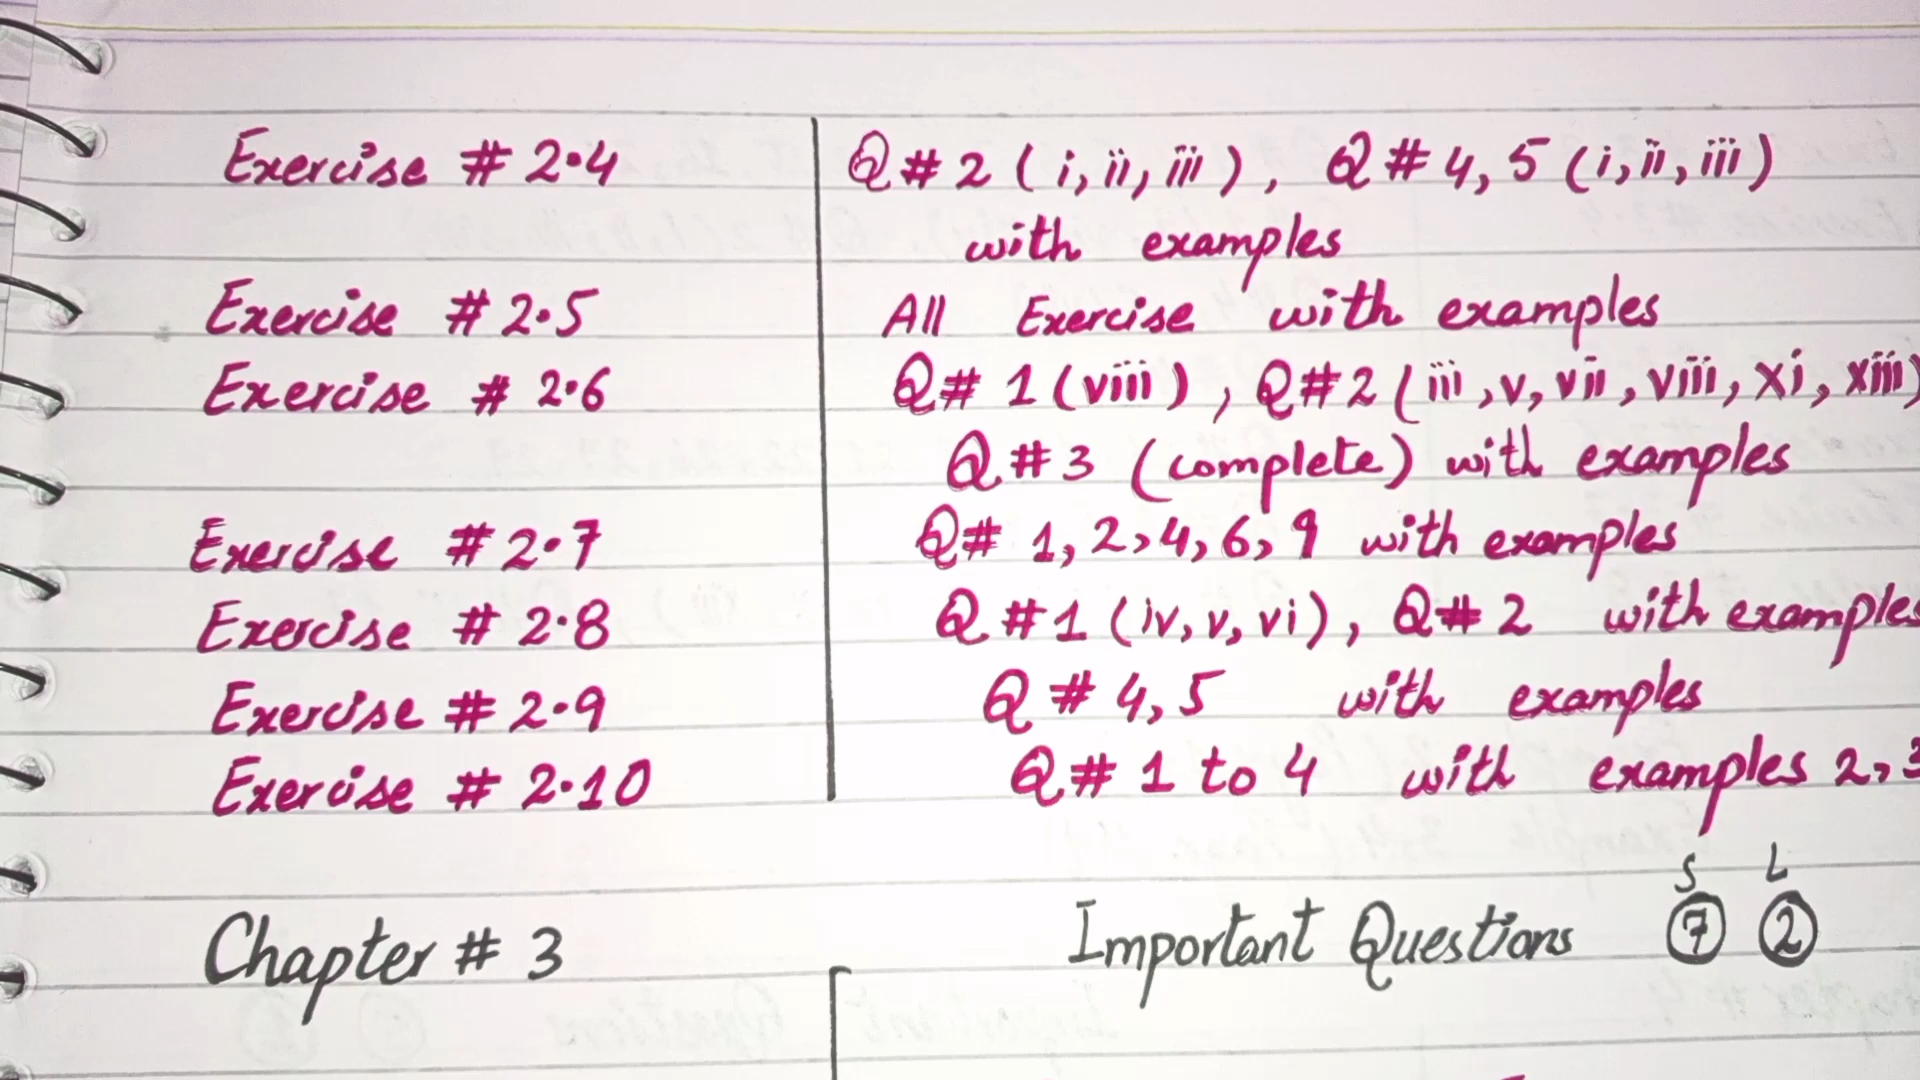 Exercise # 2.4 Q # 2 (i, ii, iii), Q # 4, 5 (i, ii, iii)
with examples
Exercise # 2.5 All Exercise with examples
Exercise # 2.6 Q# 1 (viii), Q#2 (iii, v, vii, viii, xi, xiii)
Q #3 (complete) with examples
Exercise # 2.7 Q# 1, 2, 4, 6, 9 with examples
Exercise # 2.8 Q #1 (iv, v, vi), Q# 2 with examples
Exercise # 2.9 Q # 4, 5 with examples
Exercise # 2.10 Q# 1 to 4 with examples 2, 3
S L
Chapter # 3 Important Questions 7 2